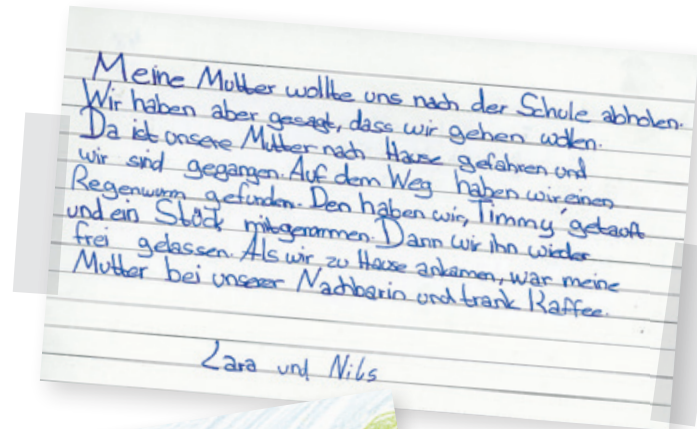 Meine Mutter wollte uns nach der Schule abholen.
Wir haben aber gesagt, dass wir gehen wollen.
Da ist unsere Mutter nach Hause gefahren und
wir sind gegangen. Auf dem Weg haben wir einen
Regenwurm gefunden. Den haben wir, Timmy' getauft
und ein Stück mitgenommen. Dann wir ihn wieder
frei gelassen. Als wir zu Hause ankamen, war meine
Mutter bei unserer Nachbarin und trank Kaffee.
Lara und Nils